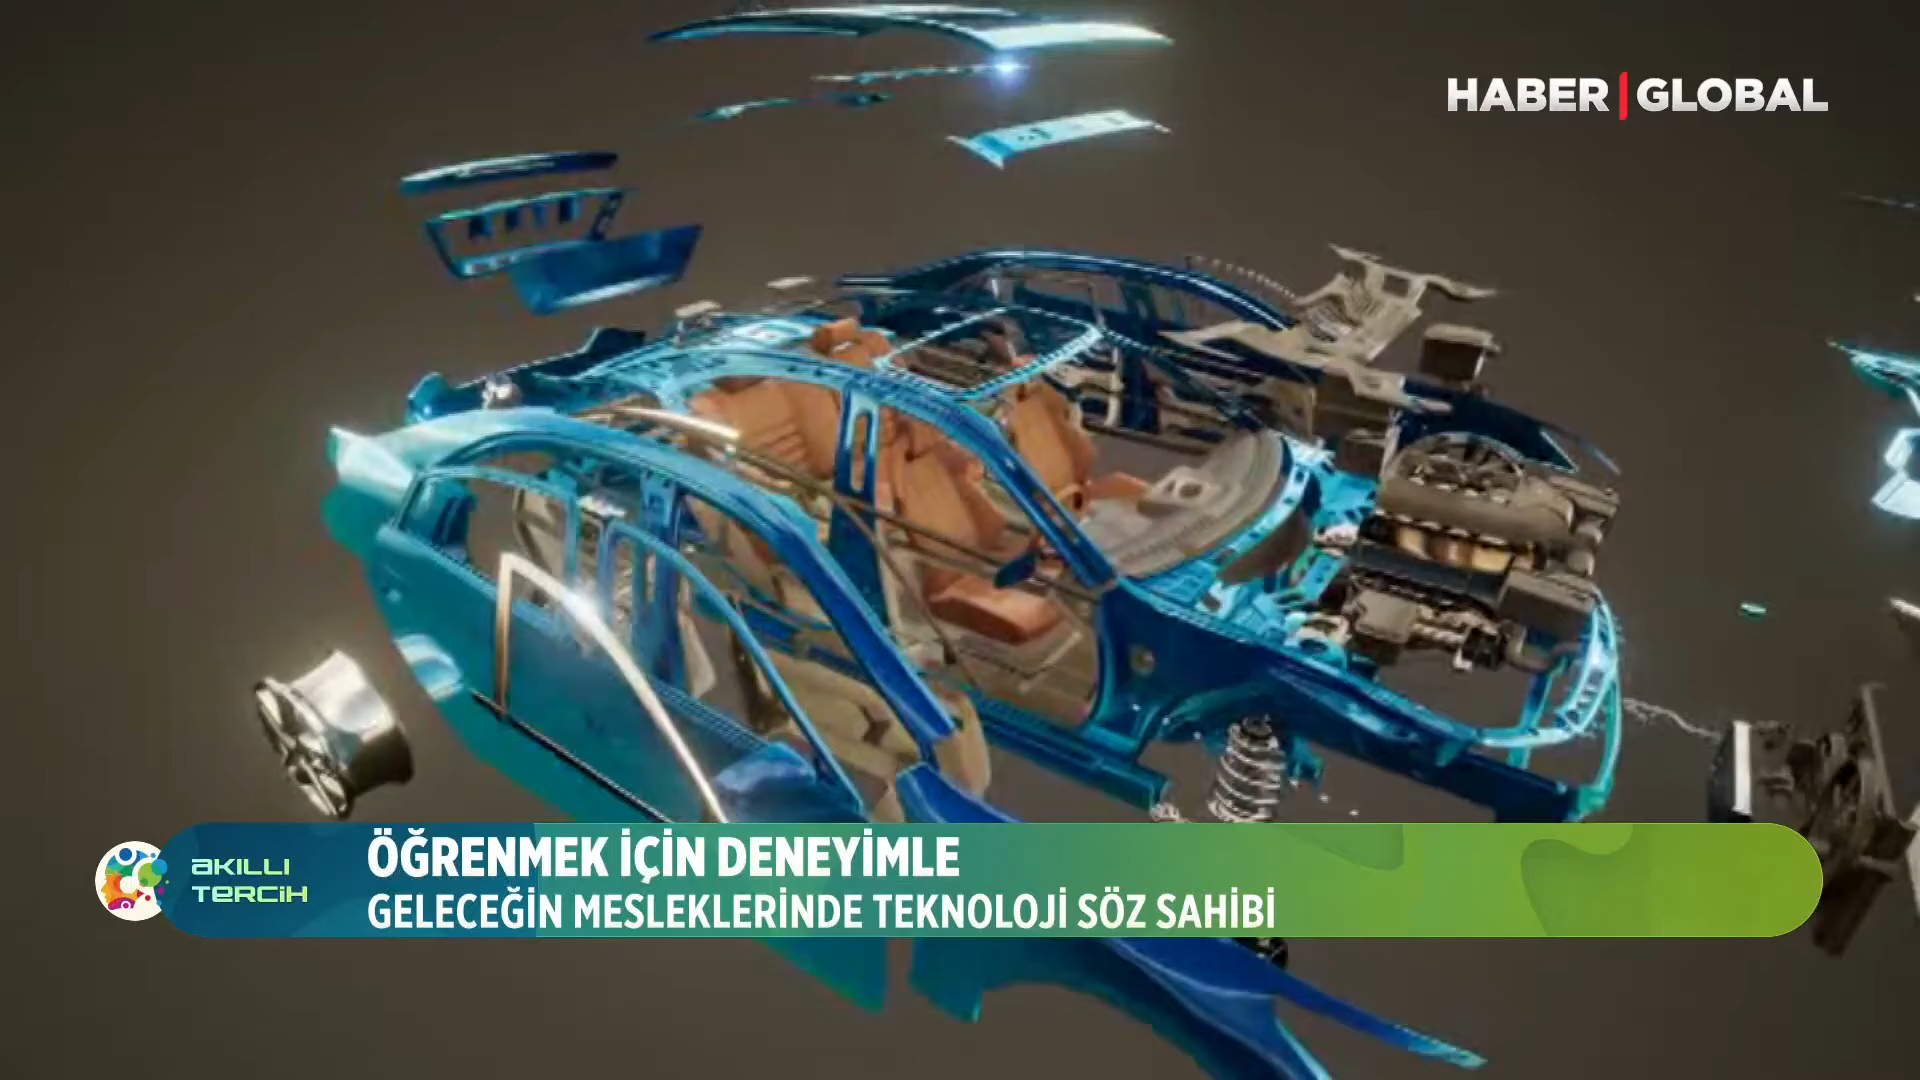 HABER|GLOBAL
AKILLI
TERCİH
ÖĞRENMEK İÇİN DENEYİMLE
GELECEĞİN MESLEKLERİNDE TEKNOLOJİ SÖZ SAHİBİ